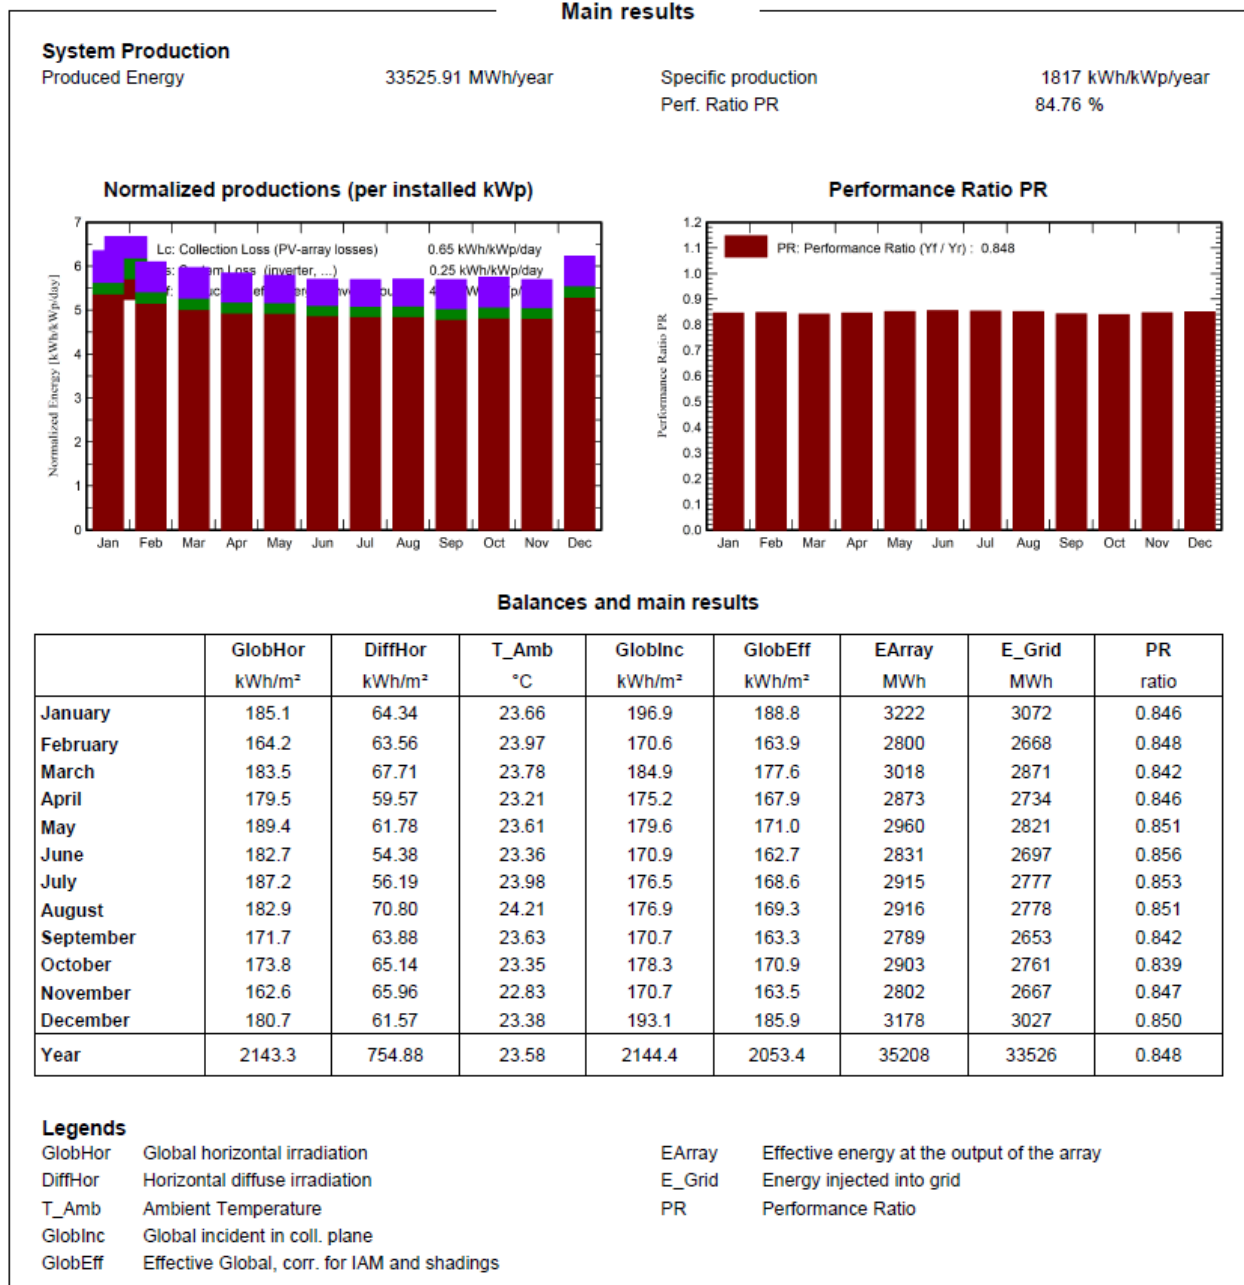 Main results
System Production
Produced Energy 33525.91 MWh/year Specific production 1817 kWh/kWp/year
Perf. Ratio PR 84.76 %
Normalized productions (per installed kWp)
7
6
5
4
3
2
1
0
Normalized Energy [kWh/kWp/day]
Lc: Collection Loss (PV-array losses) 0.65 kWh/kWp/day
Loss (inverter, ...) 0.25 kWh/kWp/day
Jan Feb Mar Apr May Jun Jul Aug Sep Oct Nov Dec
Performance Ratio PR
1.2
1.1
1.0
0.9
0.8
0.7
0.6
0.5
0.4
0.3
0.2
0.1
0.0
Performance Ratio PR
PR: Performance Ratio (Yf / Yr) : 0.848
Jan Feb Mar Apr May Jun Jul Aug Sep Oct Nov Dec
Balances and main results
GlobHor DiffHor T_Amb GlobInc GlobEff EArray E_Grid PR
kWh/m² kWh/m² °C kWh/m² kWh/m² MWh MWh ratio
January 185.1 64.34 23.66 196.9 188.8 3222 3072 0.846
February 164.2 63.56 23.97 170.6 163.9 2800 2668 0.848
March 183.5 67.71 23.78 184.9 177.6 3018 2871 0.842
April 179.5 59.57 23.21 175.2 167.9 2873 2734 0.846
May 189.4 61.78 23.61 179.6 171.0 2960 2821 0.851
June 182.7 54.38 23.36 170.9 162.7 2831 2697 0.856
July 187.2 56.19 23.98 176.5 168.6 2915 2777 0.853
August 182.9 70.80 24.21 176.9 169.3 2916 2778 0.851
September 171.7 63.88 23.63 170.7 163.3 2789 2653 0.842
October 173.8 65.14 23.35 178.3 170.9 2903 2761 0.839
November 162.6 65.96 22.83 170.7 163.5 2802 2667 0.847
December 180.7 61.57 23.38 193.1 185.9 3178 3027 0.850
Year 2143.3 754.88 23.58 2144.4 2053.4 35208 33526 0.848
Legends
GlobHor Global horizontal irradiation EArray Effective energy at the output of the array
DiffHor Horizontal diffuse irradiation E_Grid Energy injected into grid
T_Amb Ambient Temperature PR Performance Ratio
GlobInc Global incident in coll. plane
GlobEff Effective Global, corr. for IAM and shadings